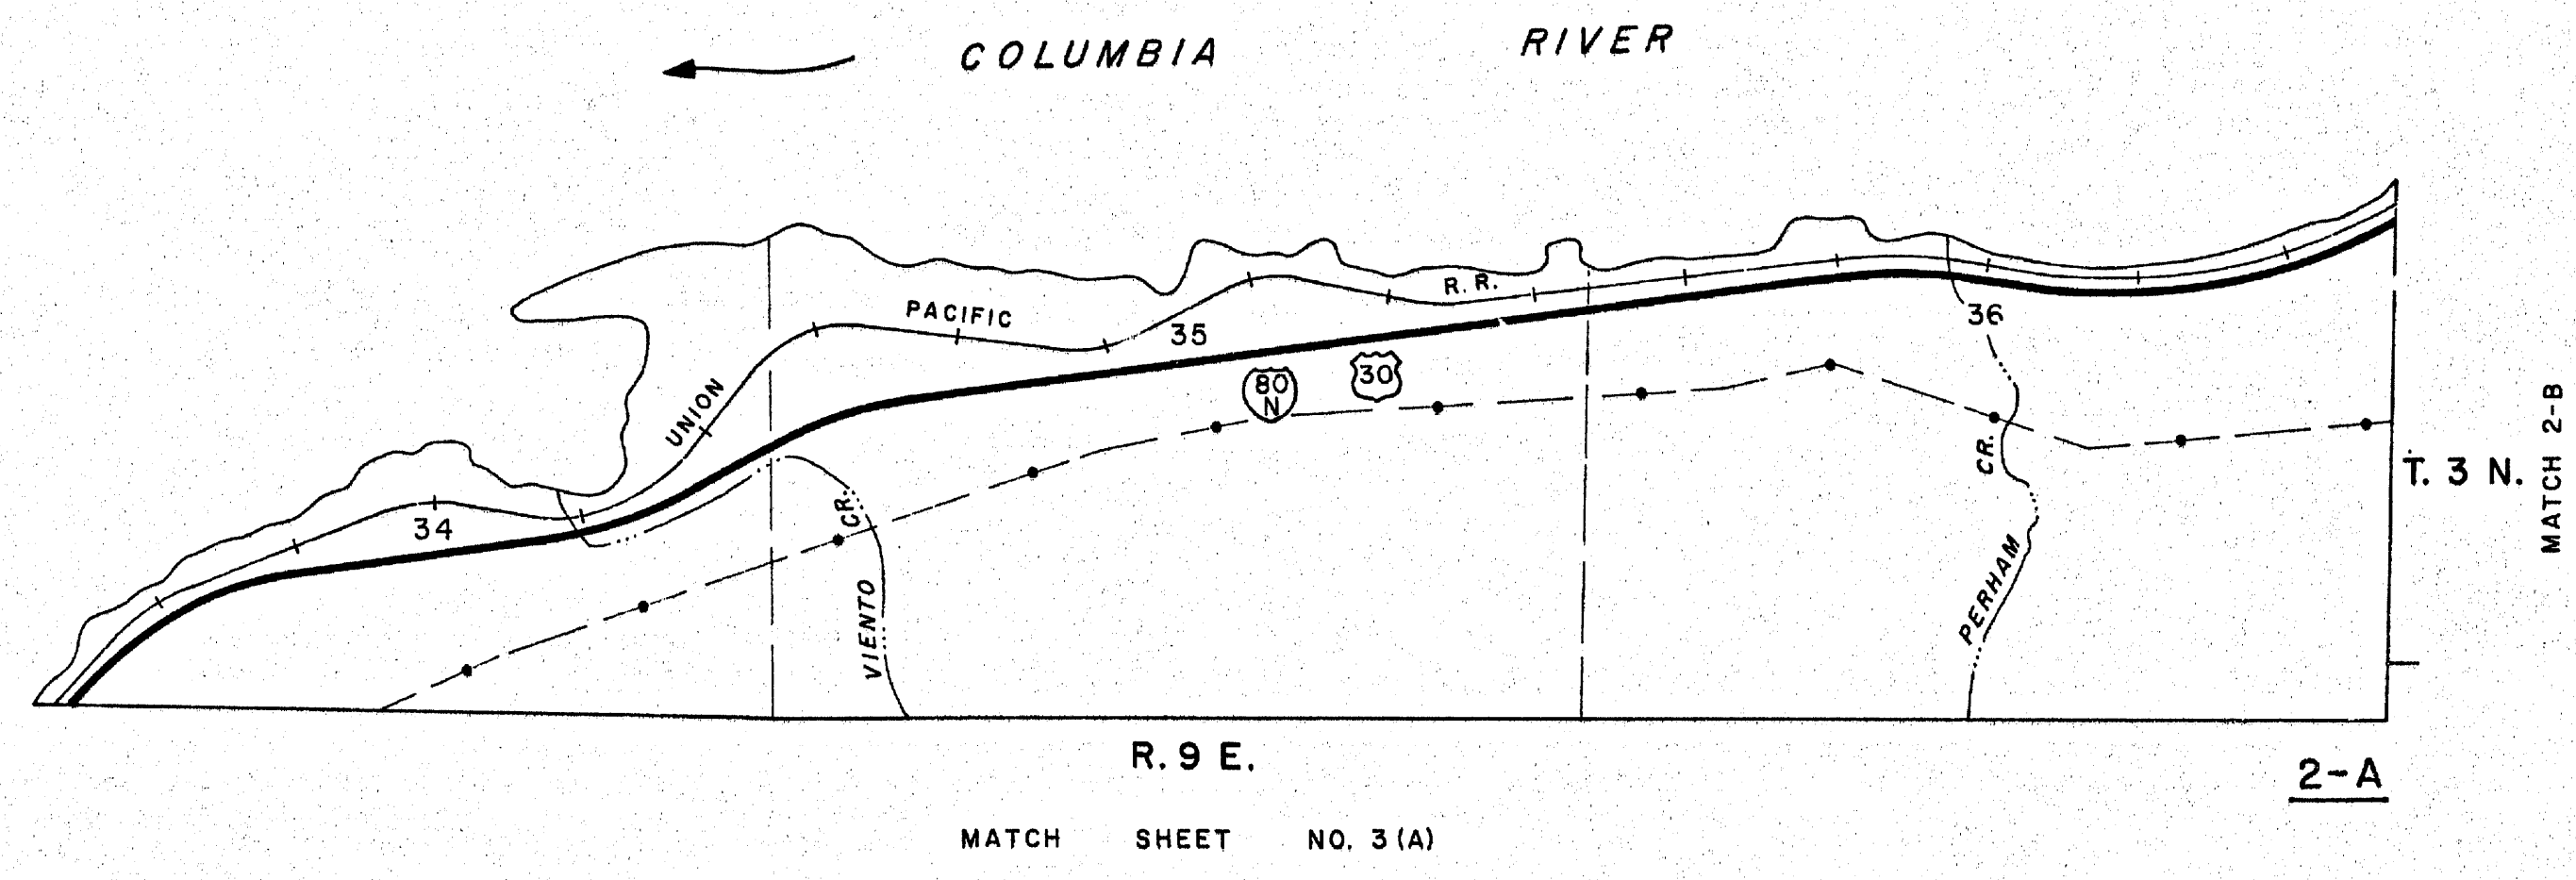 COLUMBIA RIVER
UNION PACIFIC R. R.
34
35
36
80
N
30
VIENTO CR.
PERHAM CR.
T. 3 N.
MATCH 2-B
R. 9 E.
2-A
MATCH SHEET NO. 3 (A)